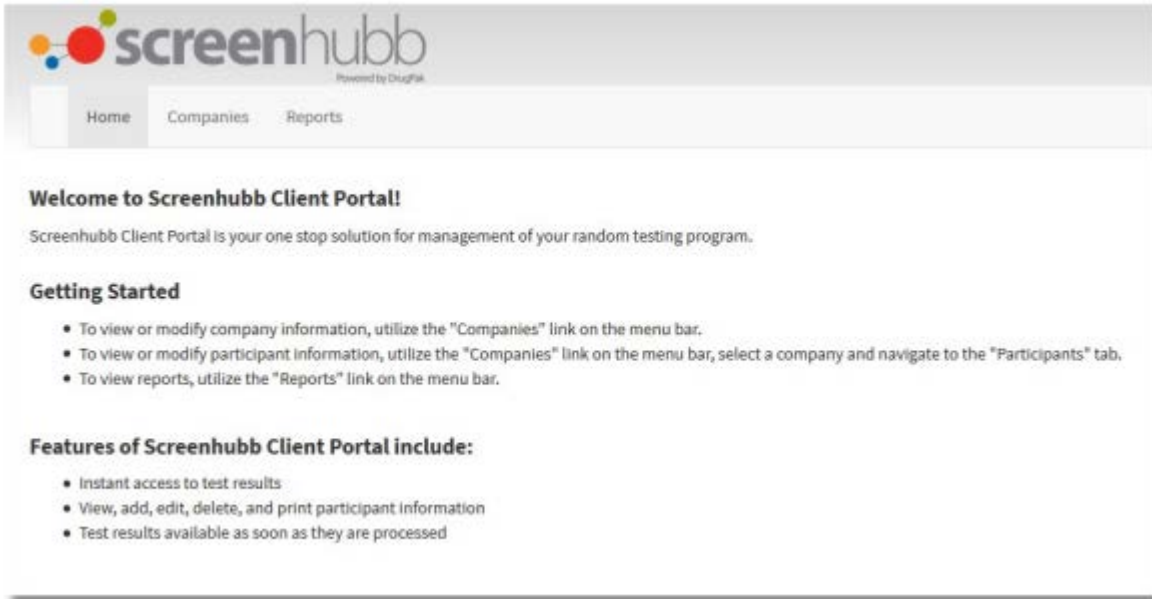 screenhubb
Powered by DrugPak
Home Companies Reports
Welcome to Screenhubb Client Portal!
Screenhubb Client Portal is your one stop solution for management of your random testing program.
Getting Started
• To view or modify company information, utilize the "Companies" link on the menu bar.
• To view or modify participant information, utilize the "Companies" link on the menu bar, select a company and navigate to the "Participants" tab.
• To view reports, utilize the "Reports" link on the menu bar.
Features of Screenhubb Client Portal include:
• Instant access to test results
• View, add, edit, delete, and print participant information
• Test results available as soon as they are processed